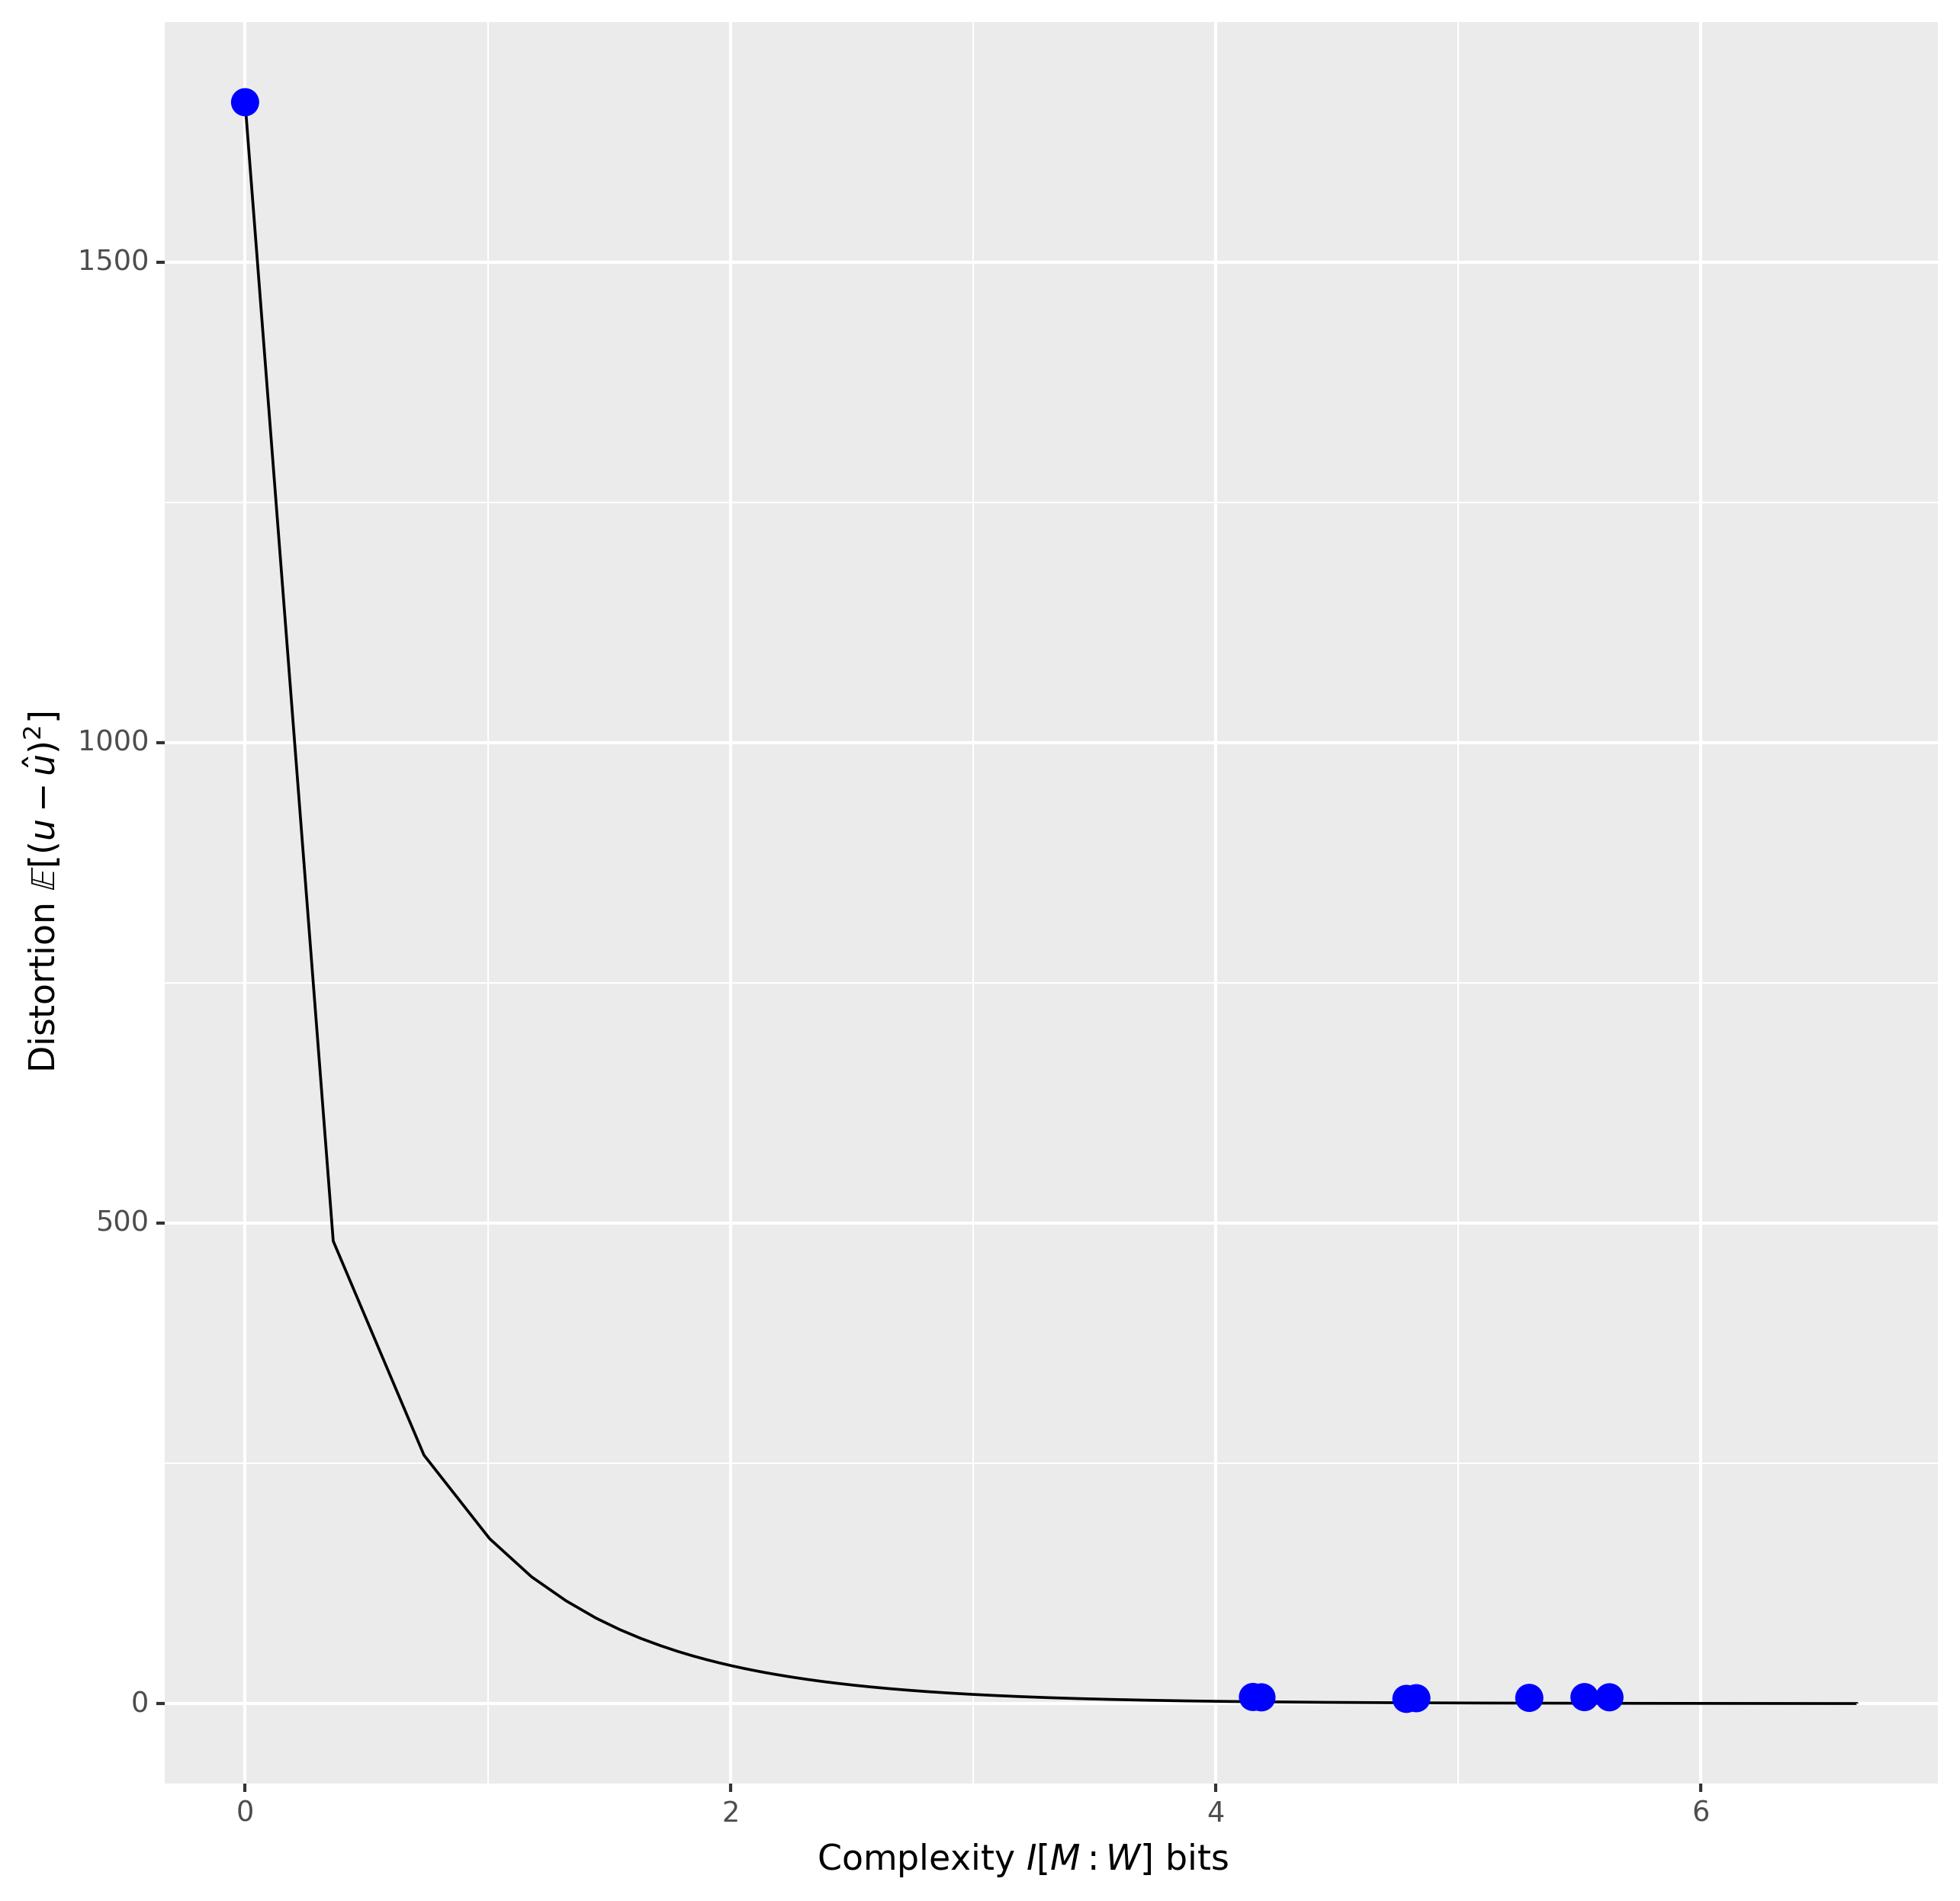 1500
1000
500
0
0 2 4 6
Complexity I[M : W] bits
Distortion 𝔼[(u − û)²]